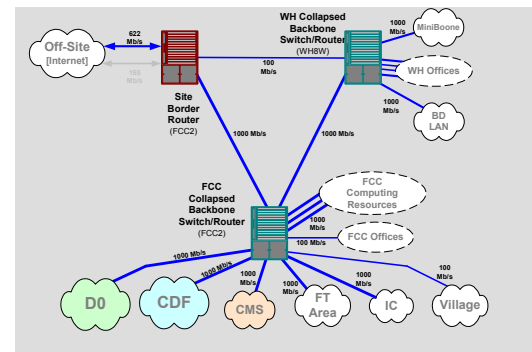 Off-Site
[Internet]
622
Mb/s
155
Mb/s
Site
Border
Router
(FCC2)
100
Mb/s
WH Collapsed
Backbone
Switch/Router
(WH8W)
1000
Mb/s
MiniBoone
WH Offices
1000
Mb/s
BD
LAN
1000 Mb/s
1000 Mb/s
FCC
Collapsed
Backbone
Switch/Router
(FCC2)
FCC
Computing
Resources
1000
Mb/s
100 Mb/s
FCC Offices
1000 Mb/s
1000 Mb/s
1000
Mb/s
1000
Mb/s
1000
Mb/s
100
Mb/s
D0
CDF
CMS
FT
Area
IC
Village